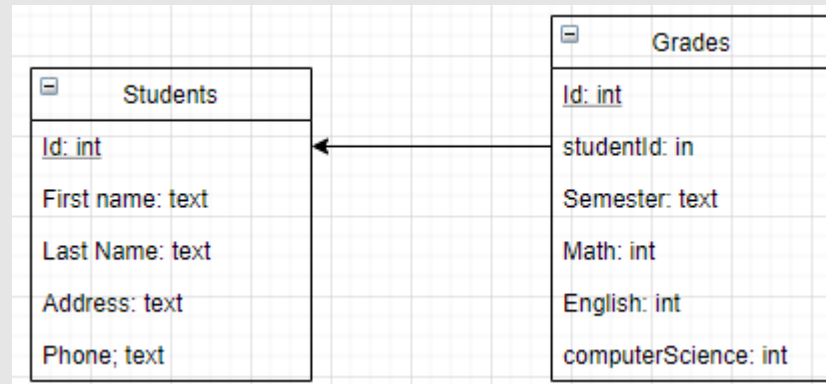 Students
Id: int
First name: text
Last Name: text
Address: text
Phone; text
Grades
Id: int
studentId: in
Semester: text
Math: int
English: int
computerScience: int